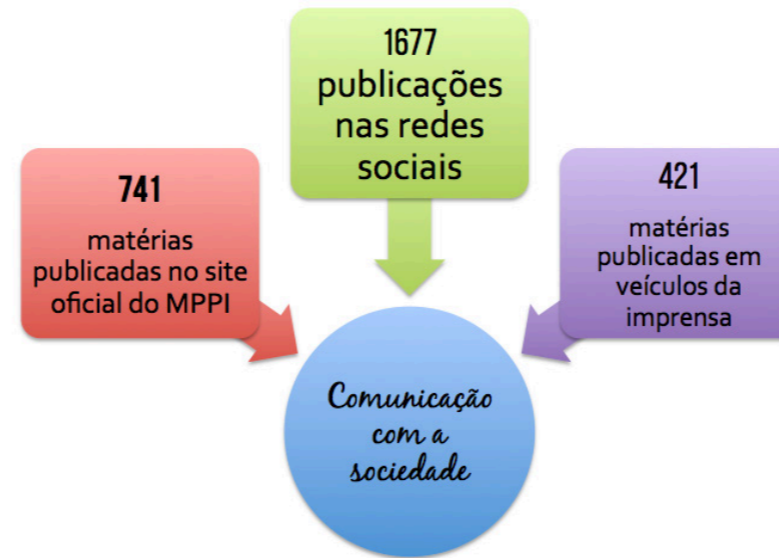 1677
publicações
nas redes
sociais
741
matérias
publicadas no site
oficial do MPPI
421
matérias
publicadas em
veículos da
imprensa
Comunicação
com a
sociedade